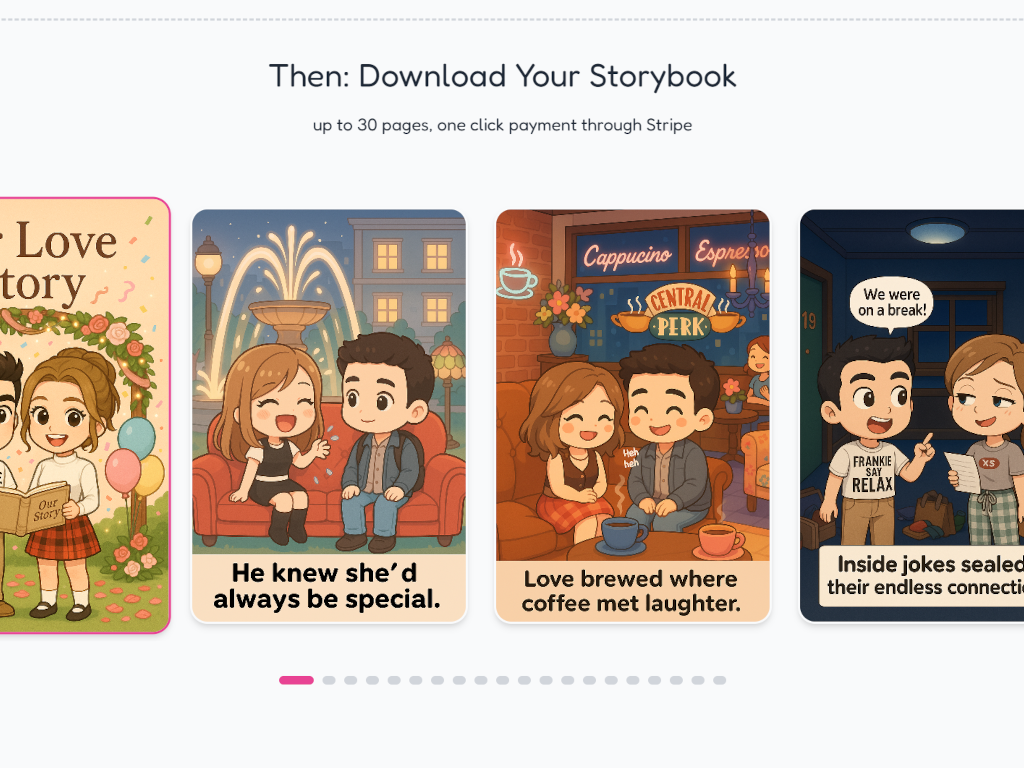 Then: Download Your Storybook
up to 30 pages, one click payment through Stripe
Love
tory
Our
Story
He knew she'd
always be special.
Cappucino Espresso
CENTRAL
PERK
Heh
heh
Love brewed where
coffee met laughter.
We were
on a break!
19
FRANKIE
SAY
RELAX
XS
Inside jokes sealed
their endless connecti